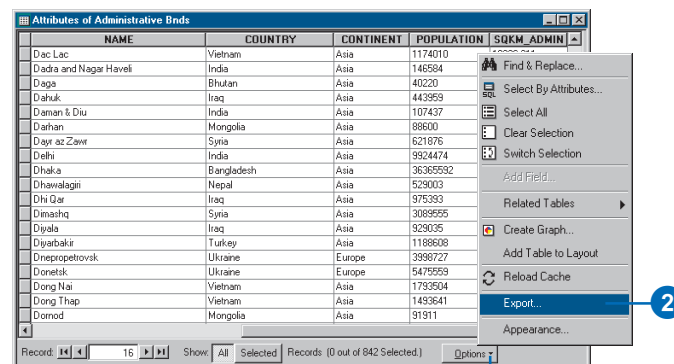 Attributes of Administrative Bnds
NAME COUNTRY CONTINENT POPULATION SQKM_ADMIN
Dac Lac Vietnam Asia 1174010
Dadra and Nagar Haveli India Asia 146584
Daga Bhutan Asia 40220
Dahuk Iraq Asia 443959
Daman & Diu India Asia 107437
Darhan Mongolia Asia 88600
Dayr az Zawr Syria Asia 621876
Delhi India Asia 9924474
Dhaka Bangladesh Asia 36365592
Dhawalagiri Nepal Asia 529003
Dhi Qar Iraq Asia 975393
Dimashq Syria Asia 3089555
Diyala Iraq Asia 929035
Diyarbakir Turkey Asia 1188608
Dnepropetrovsk Ukraine Europe 3998727
Donetsk Ukraine Europe 5475559
Dong Nai Vietnam Asia 1793504
Dong Thap Vietnam Asia 1493641
Dornod Mongolia Asia 91911
Find & Replace...
SQL Select By Attributes...
Select All
Clear Selection
Switch Selection
Add Field...
Related Tables
Create Graph...
Add Table to Layout
Reload Cache
Export...
2
Appearance...
Record: 16 Show: All Selected Records (0 out of 842 Selected.) Options